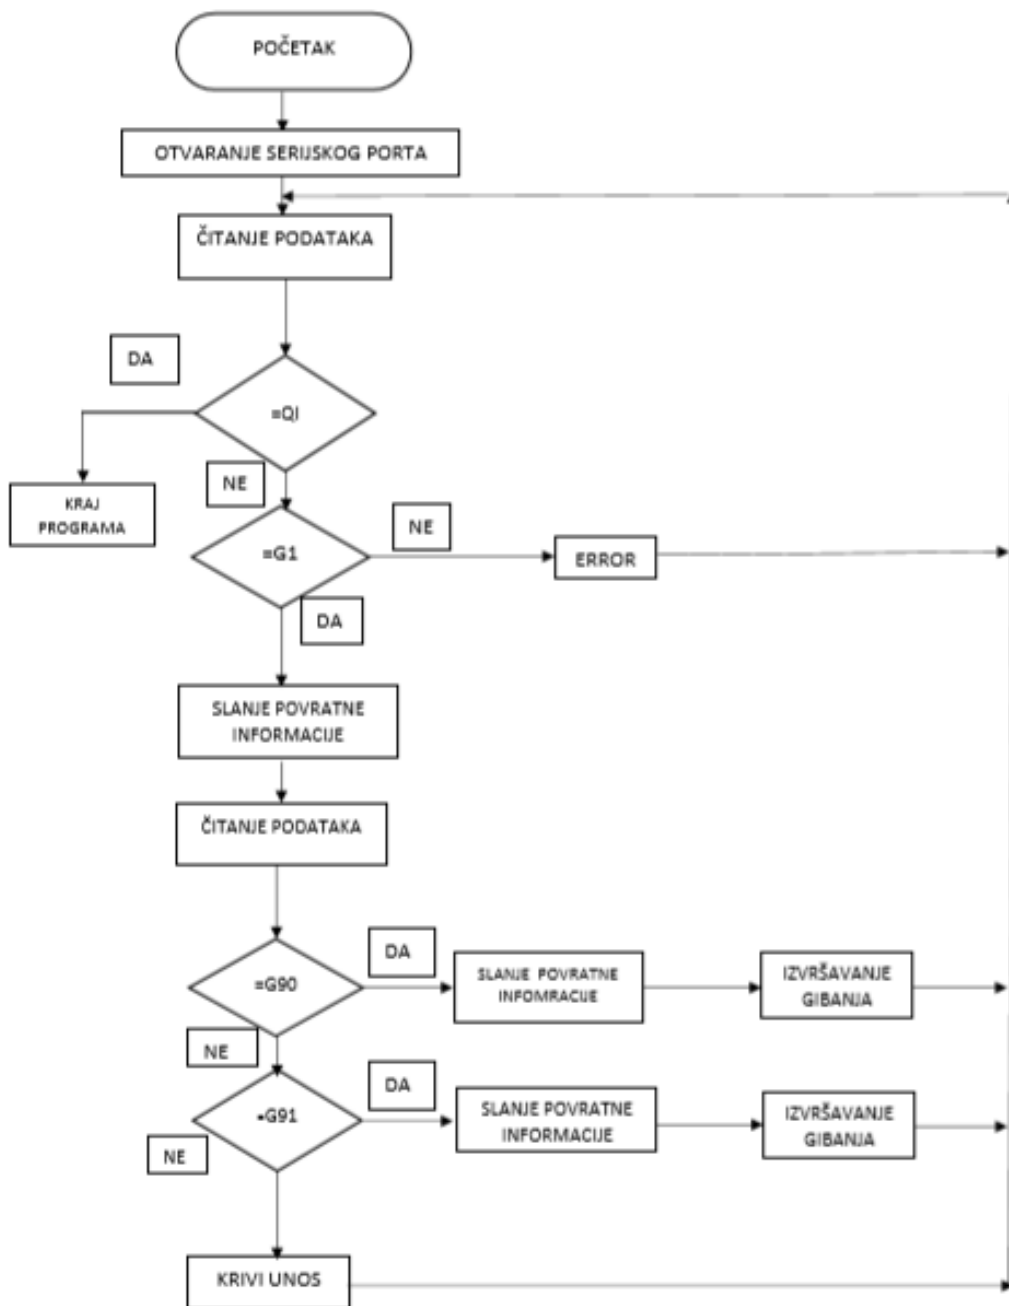 POČETAK
OTVARANJE SERIJSKOG PORTA
ČITANJE PODATAKA
DA
=QI
NE
KRAJ
PROGRAMA
=G1
NE
ERROR
DA
SLANJE POVRATNE
INFORMACIJE
ČITANJE PODATAKA
=G90
DA
SLANJE POVRATNE
INFOMRACIJE
IZVRŠAVANJE
GIBANJA
NE
=G91
DA
SLANJE POVRATNE
INFORMACIJE
IZVRŠAVANJE
GIBANJA
NE
KRIVI UNOS